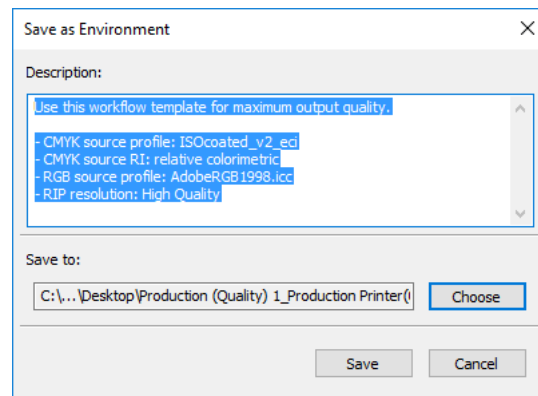 Save as Environment
Description:
Use this workflow template for maximum output quality.
- CMYK source profile: ISOcoated_v2_eci
- CMYK source RI: relative colorimetric
- RGB source profile: AdobeRGB1998.icc
- RIP resolution: High Quality
Save to:
C:\...\Desktop\Production (Quality) 1_Production Printer(
Choose
Save
Cancel